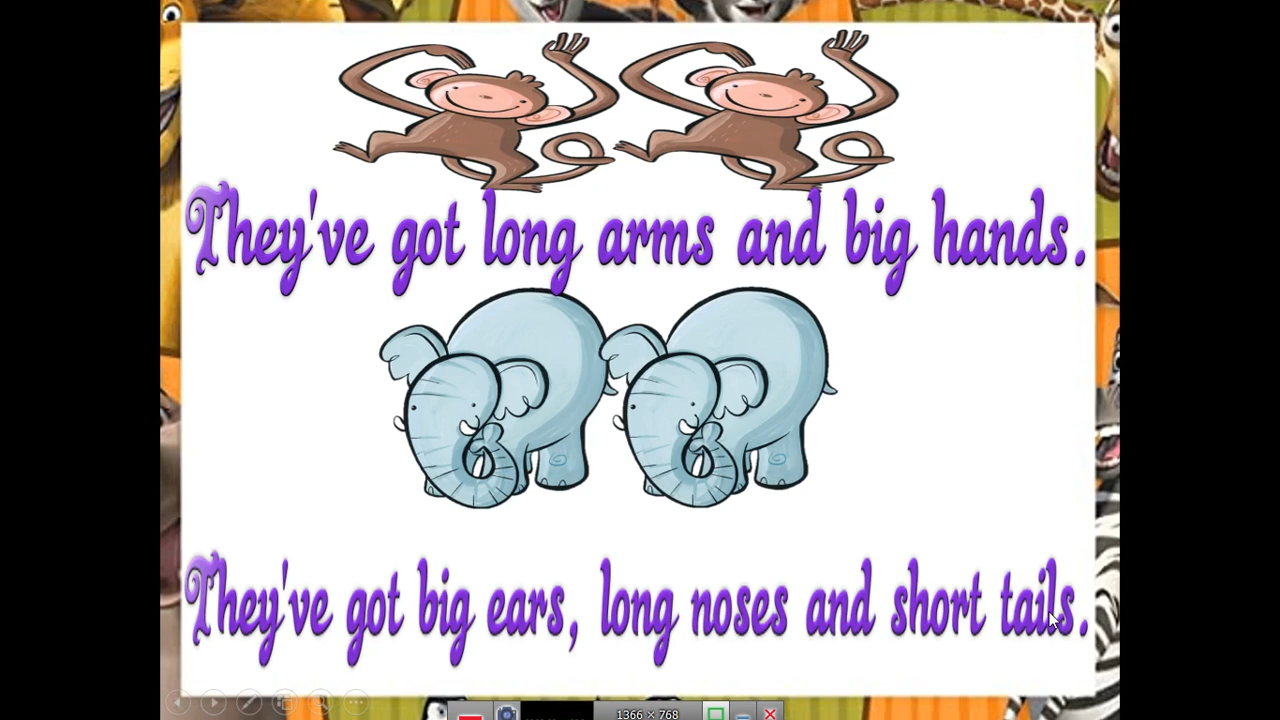 They've got long arms and big hands.
They've got big ears, long noses and short tails.
1366 × 768